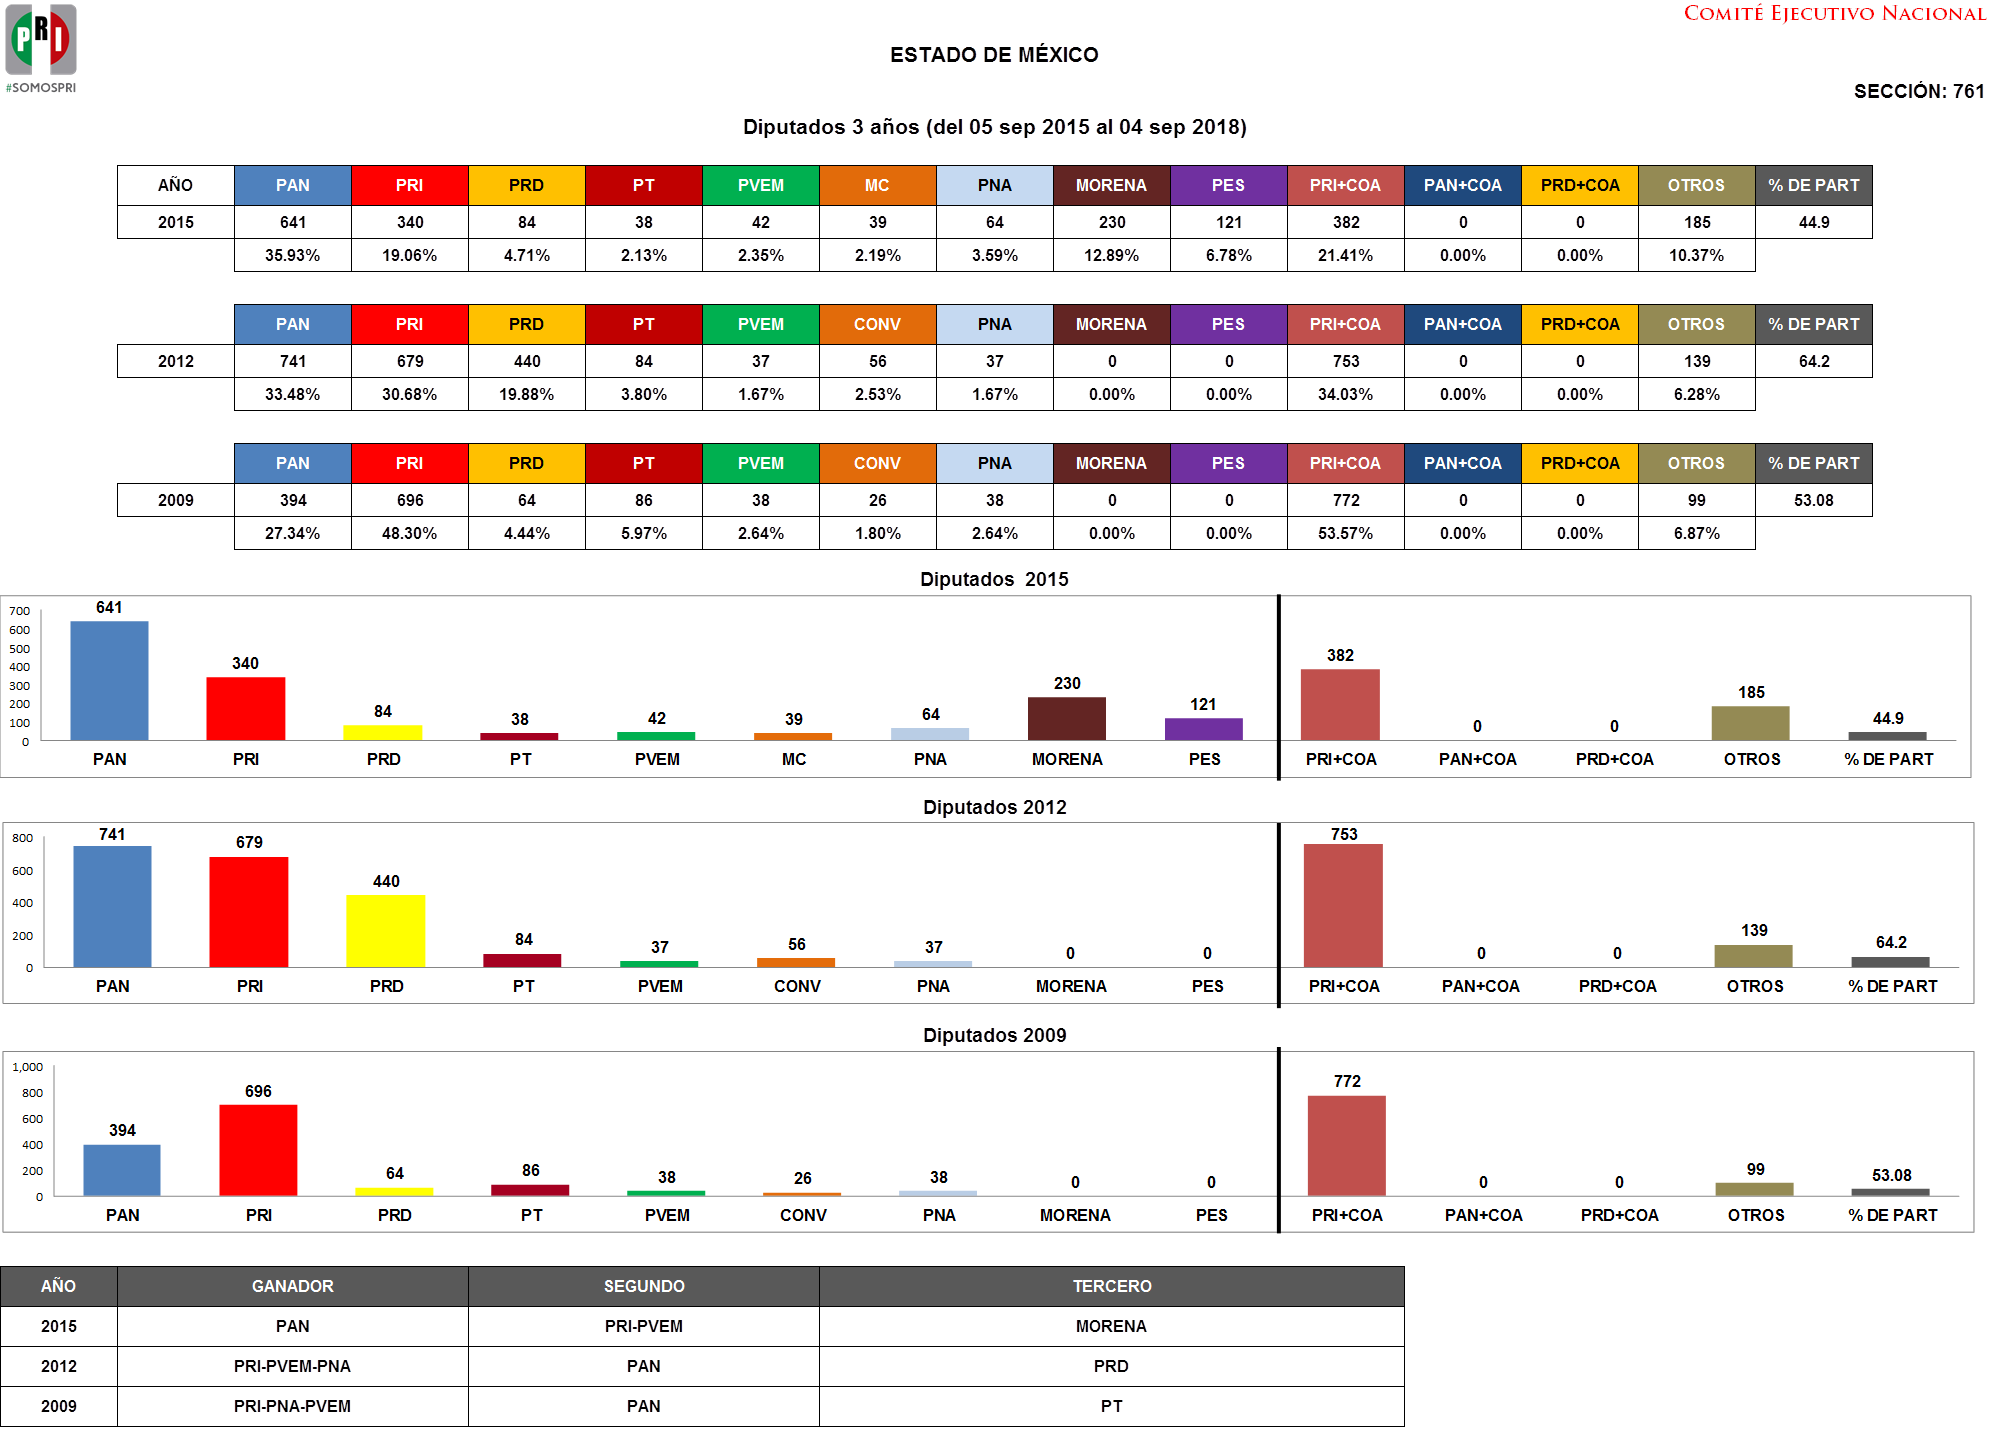 PRI
#SOMOSPRI
COMITÉ EJECUTIVO NACIONAL
ESTADO DE MÉXICO
SECCIÓN: 761
Diputados 3 años (del 05 sep 2015 al 04 sep 2018)
AÑO PAN PRI PRD PT PVEM MC PNA MORENA PES PRI+COA PAN+COA PRD+COA OTROS % DE PART
2015 641 340 84 38 42 39 64 230 121 382 0 0 185 44.9
35.93% 19.06% 4.71% 2.13% 2.35% 2.19% 3.59% 12.89% 6.78% 21.41% 0.00% 0.00% 10.37%
PAN PRI PRD PT PVEM CONV PNA MORENA PES PRI+COA PAN+COA PRD+COA OTROS % DE PART
2012 741 679 440 84 37 56 37 0 0 753 0 0 139 64.2
33.48% 30.68% 19.88% 3.80% 1.67% 2.53% 1.67% 0.00% 0.00% 34.03% 0.00% 0.00% 6.28%
PAN PRI PRD PT PVEM CONV PNA MORENA PES PRI+COA PAN+COA PRD+COA OTROS % DE PART
2009 394 696 64 86 38 26 38 0 0 772 0 0 99 53.08
27.34% 48.30% 4.44% 5.97% 2.64% 1.80% 2.64% 0.00% 0.00% 53.57% 0.00% 0.00% 6.87%
Diputados 2015
700
600
500
400
300
200
100
0
641 340 84 38 42 39 64 230 121 382 0 0 185 44.9
PAN PRI PRD PT PVEM MC PNA MORENA PES PRI+COA PAN+COA PRD+COA OTROS % DE PART
Diputados 2012
800
600
400
200
0
741 679 440 84 37 56 37 0 0 753 0 0 139 64.2
PAN PRI PRD PT PVEM CONV PNA MORENA PES PRI+COA PAN+COA PRD+COA OTROS % DE PART
Diputados 2009
1,000
800
600
400
200
0
394 696 64 86 38 26 38 0 0 772 0 0 99 53.08
PAN PRI PRD PT PVEM CONV PNA MORENA PES PRI+COA PAN+COA PRD+COA OTROS % DE PART
AÑO GANADOR SEGUNDO TERCERO
2015 PAN PRI-PVEM MORENA
2012 PRI-PVEM-PNA PAN PRD
2009 PRI-PNA-PVEM PAN PT